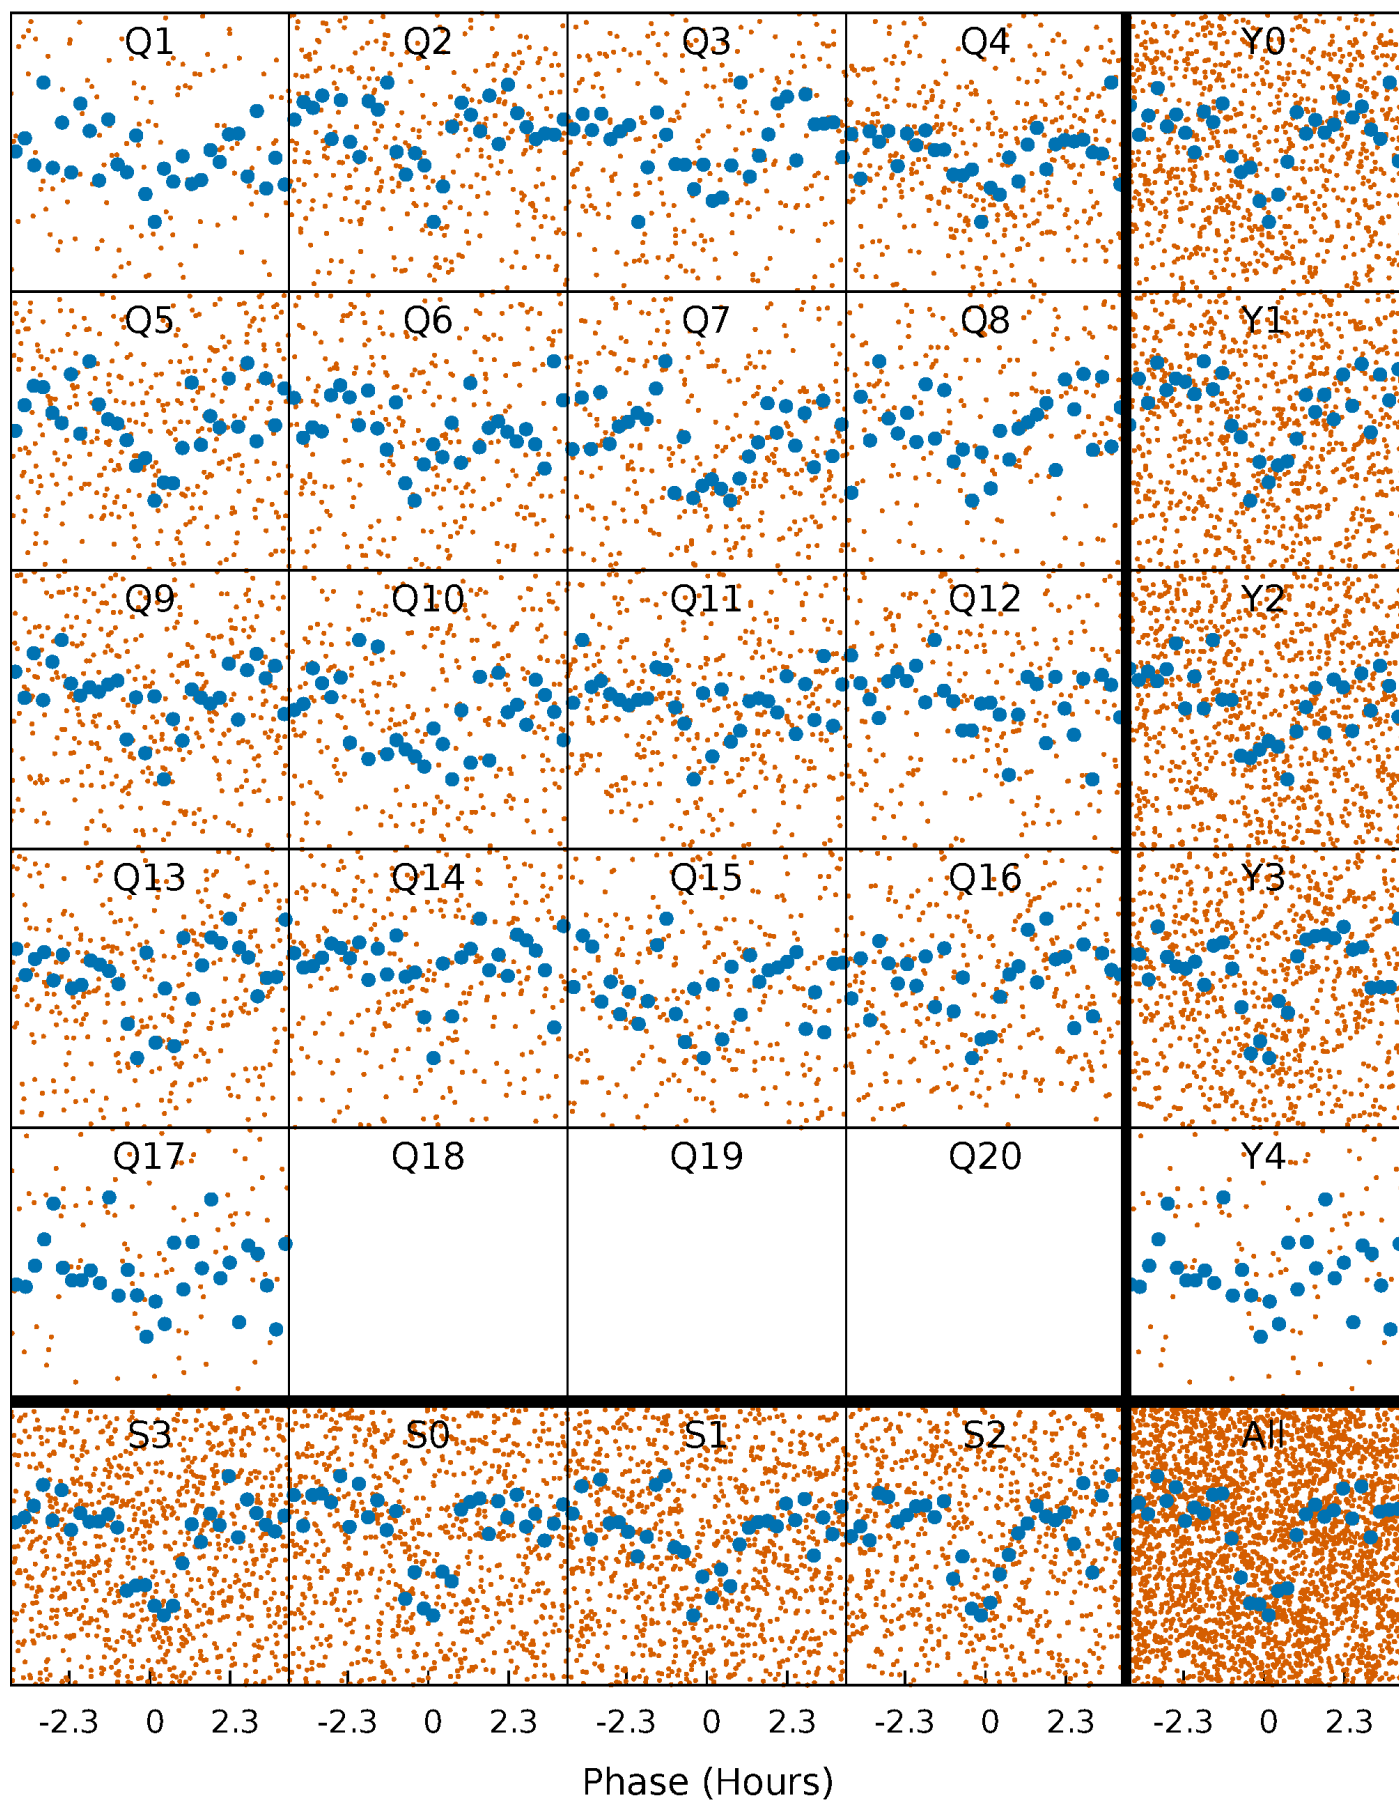 Q1 Q2 Q3 Q4 Y0
Q5 Q6 Q7 Q8 Y1
Q9 Q10 Q11 Q12 Y2
Q13 Q14 Q15 Q16 Y3
Q17 Q18 Q19 Q20 Y4
S3 S0 S1 S2 All
-2.3 0 2.3 -2.3 0 2.3 -2.3 0 2.3 -2.3 0 2.3 -2.3 0 2.3
Phase (Hours)